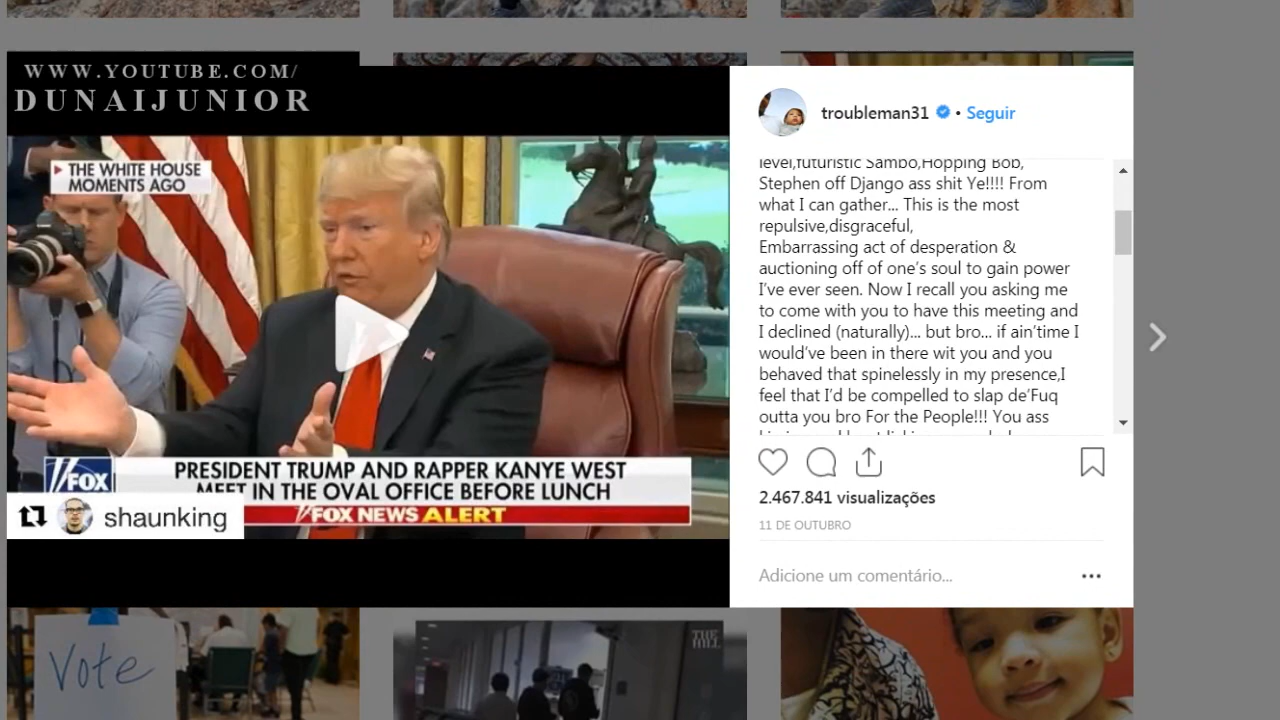 WWW.YOUTUBE.COM/
DUNAIJUNIOR
THE WHITE HOUSE
MOMENTS AGO
FOX
PRESIDENT TRUMP AND RAPPER KANYE WEST
MEET IN THE OVAL OFFICE BEFORE LUNCH
FOX NEWS ALERT
shaunking
troubleman31 • Seguir
level,futuristic Sambo,Hopping Bob,
Stephen off Django ass shit Ye!!!! From
what I can gather... This is the most
repulsive,disgraceful,
Embarrassing act of desperation &
auctioning off of one's soul to gain power
I've ever seen. Now I recall you asking me
to come with you to have this meeting and
I declined (naturally)... but bro... if ain'time I
would've been in there wit you and you
behaved that spinelessly in my presence,I
feel that I'd be compelled to slap de'Fuq
outta you bro For the People!!! You ass
2.467.841 visualizações
11 DE OUTUBRO
Adicione um comentário...
Vote
THE
HILL